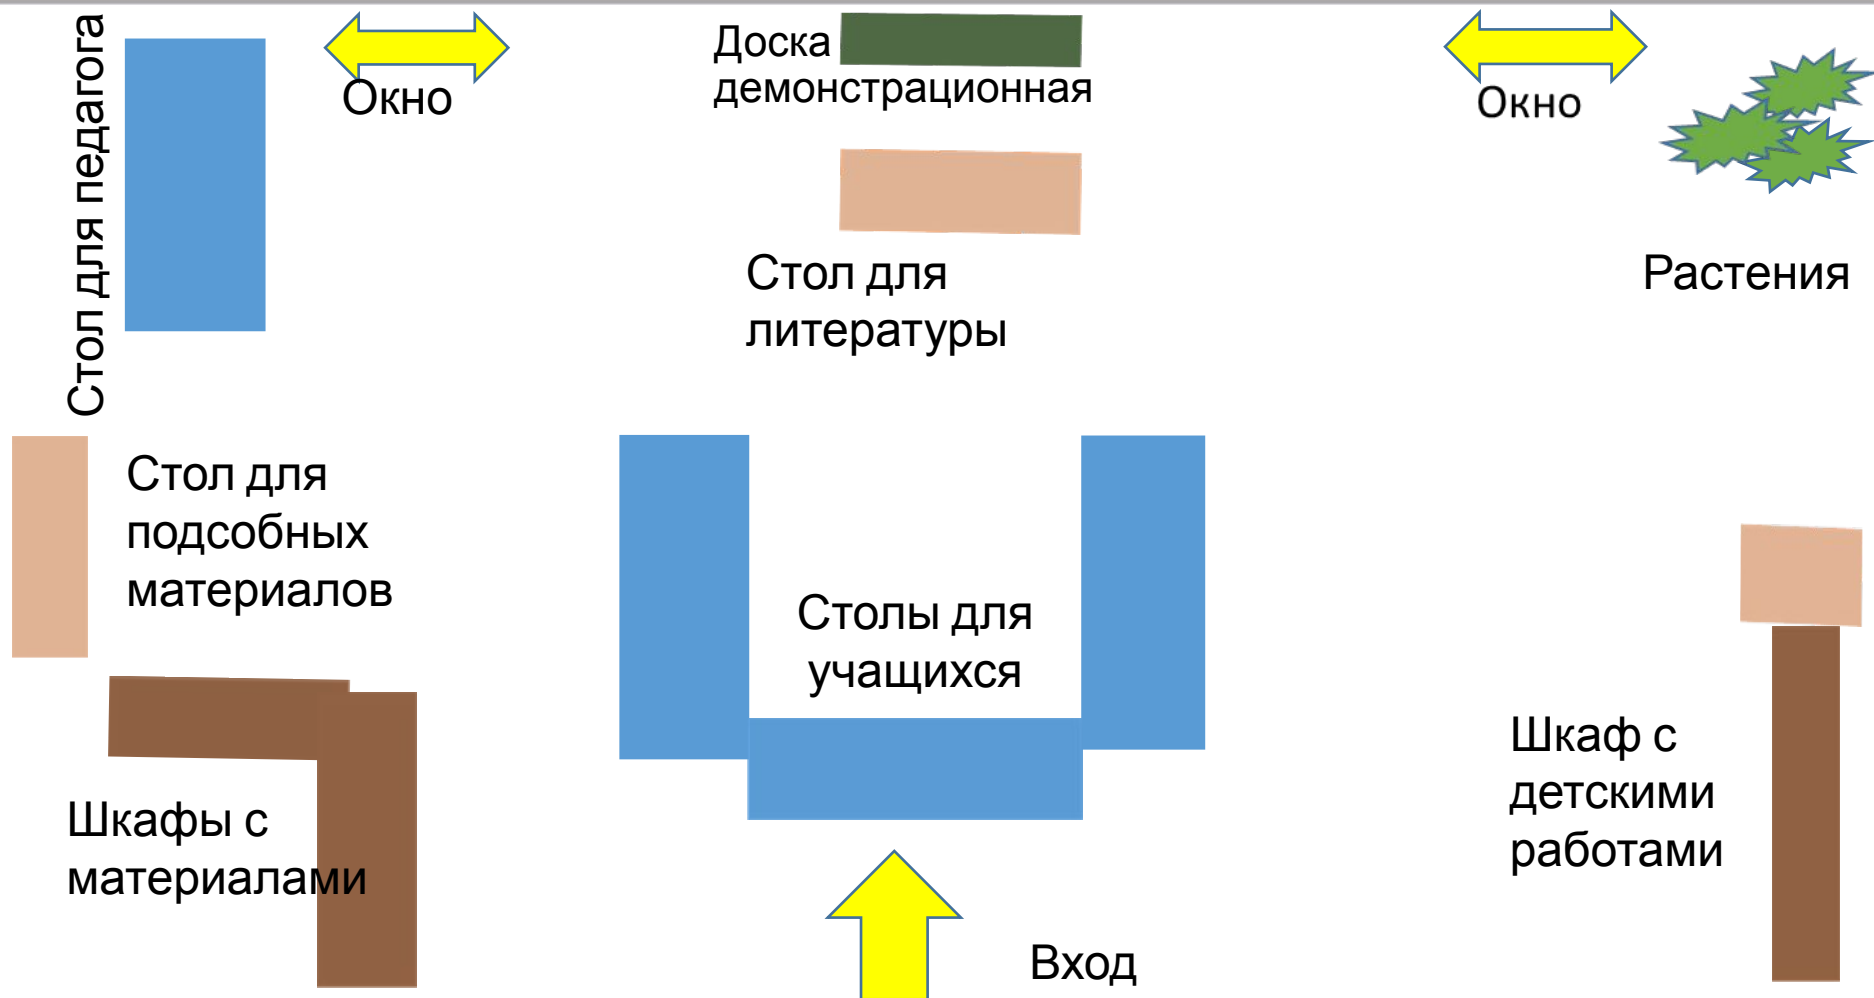 Стол для педагога
Окно
Доска
демонстрационная
Окно
Стол для
литературы
Растения
Стол для
подсобных
материалов
Столы для
учащихся
Шкаф с
детскими
работами
Шкафы с
материалами
Вход